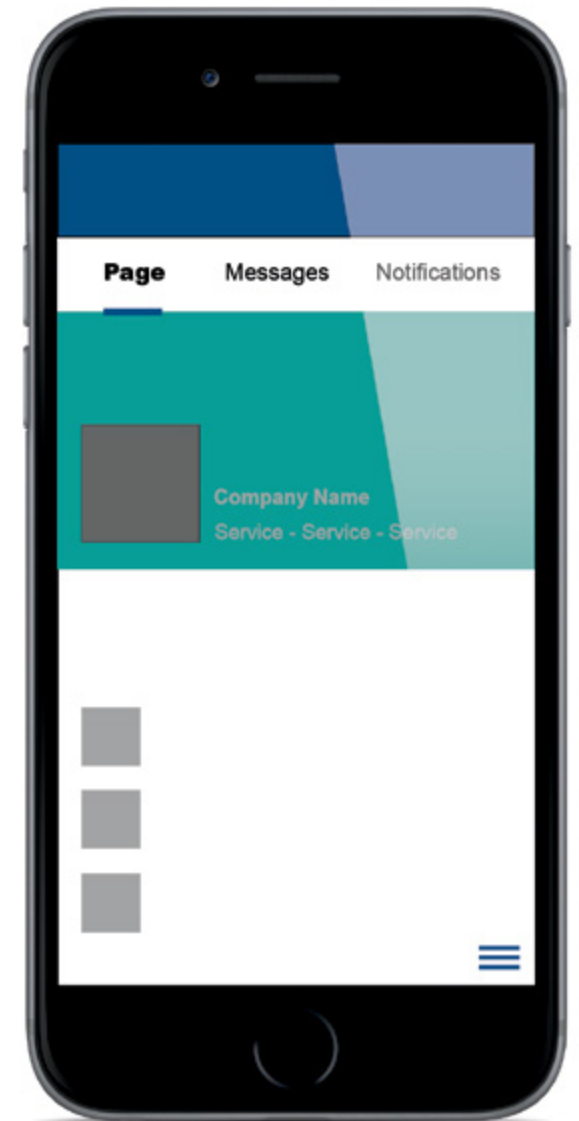 Page Messages Notifications
Company Name
Service - Service - Service